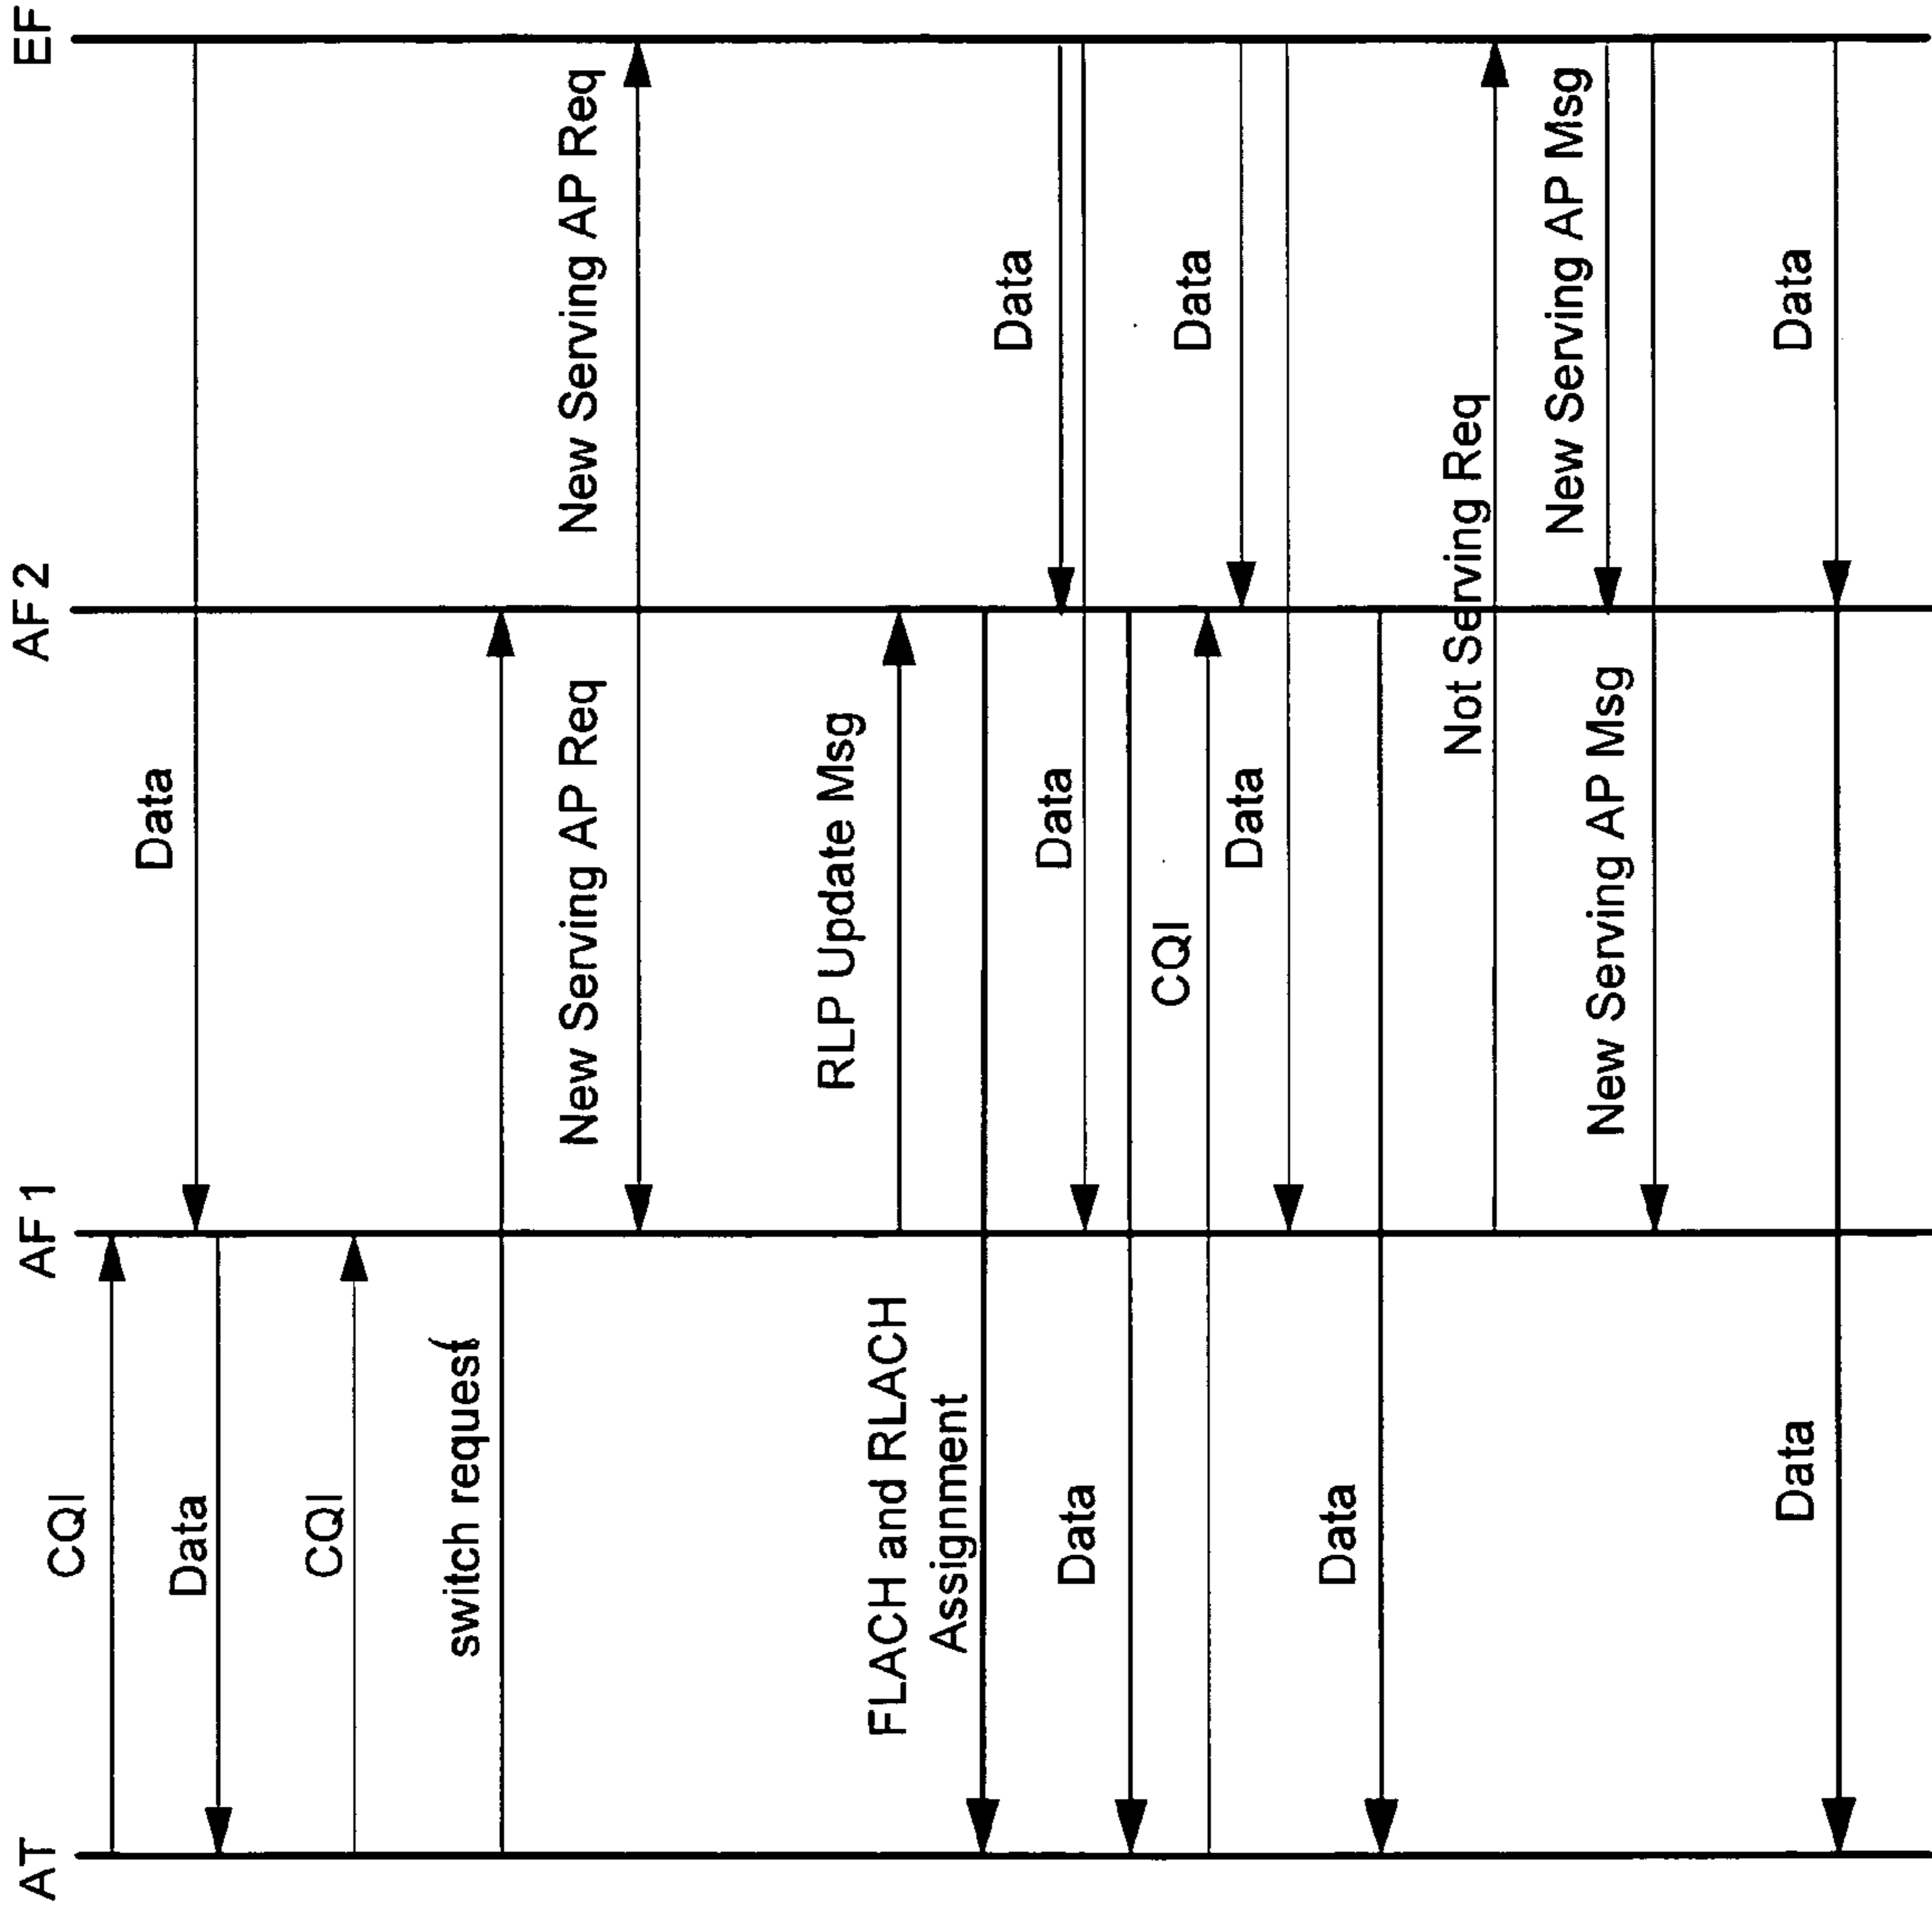 AT
AF 1
AF 2
EF
CQI
Data
Data
CQI
switch request
New Serving AP Req
New Serving AP Req
RLP Update Msg
FLACH and RLACH
Assignment
Data
Data
Data
CQI
Data
Data
Data
Not Serving Req
New Serving AP Msg
New Serving AP Msg
Data
Data